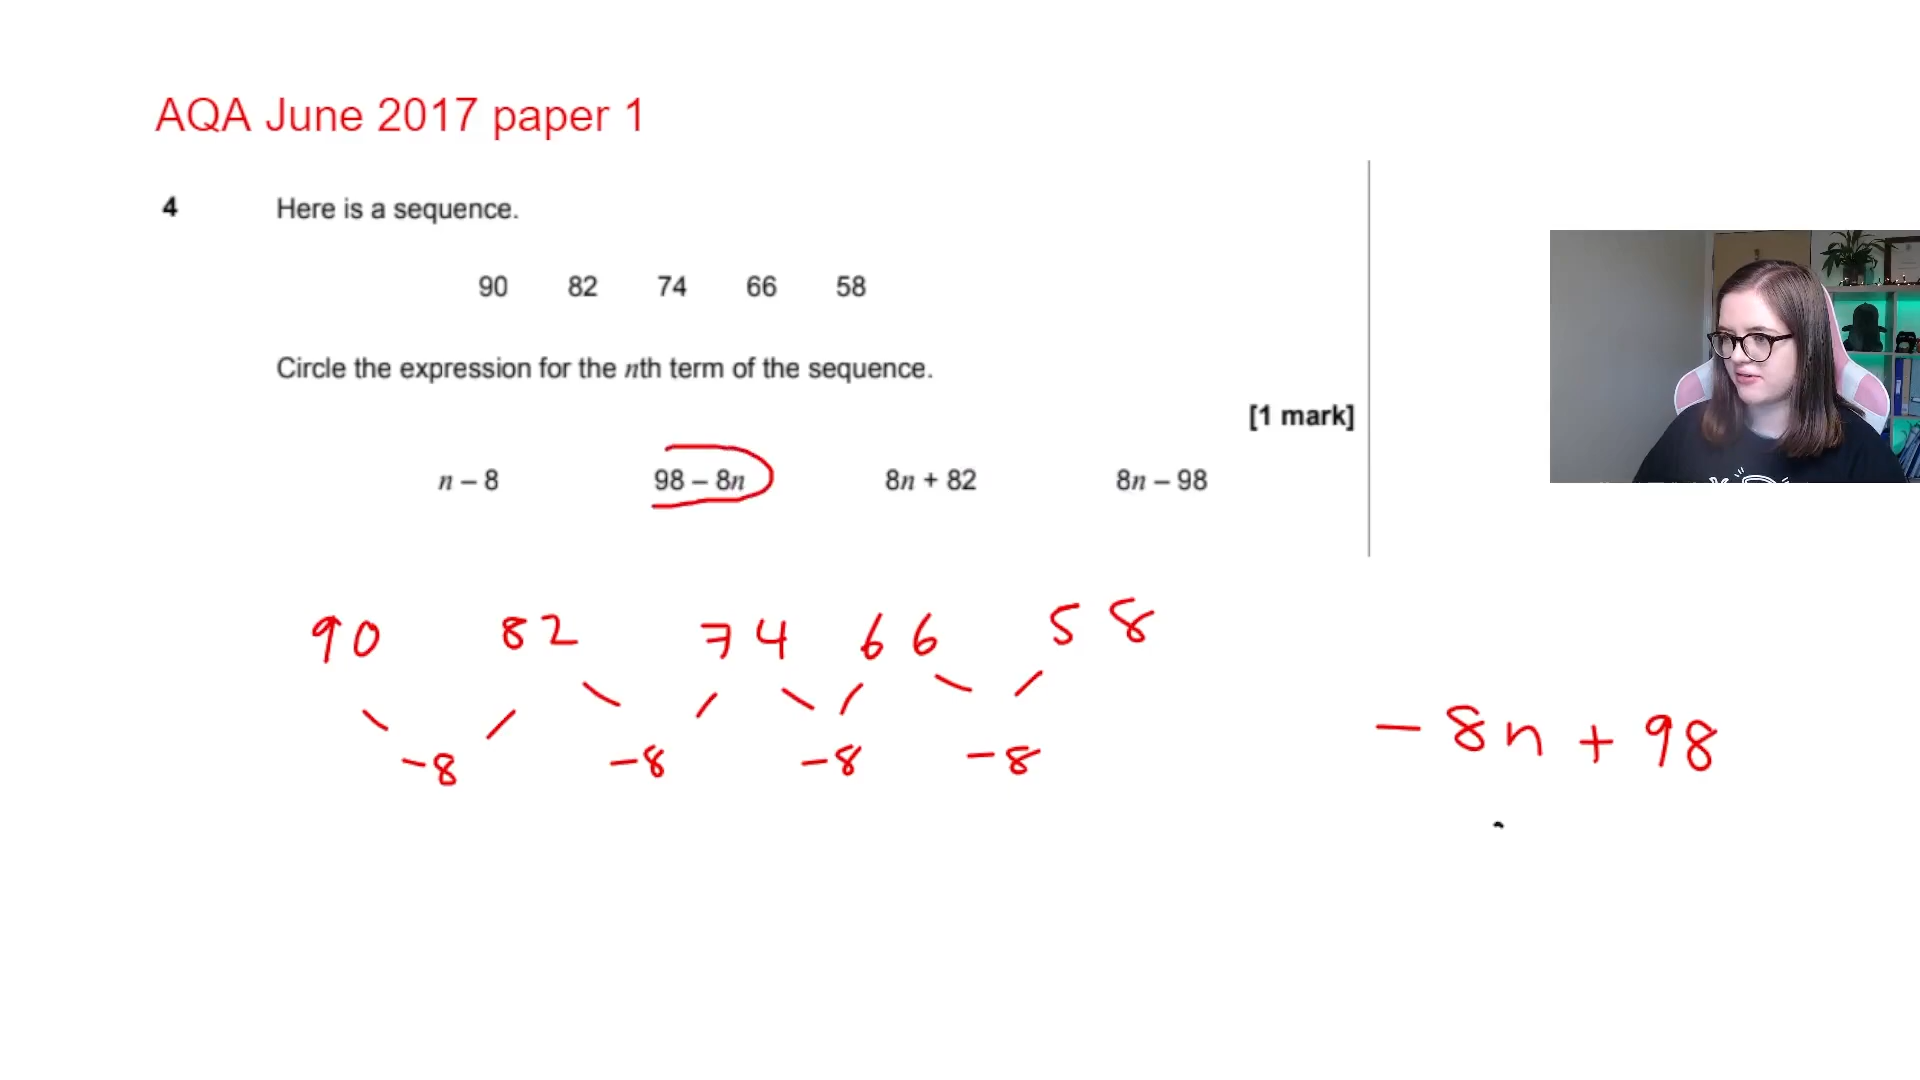 AQA June 2017 paper 1
4 Here is a sequence.
90 82 74 66 58
Circle the expression for the nth term of the sequence.
[1 mark]
n – 8 98 – 8n 8n + 82 8n – 98
90 82 74 66 58
-8 -8 -8 -8
-8n + 98